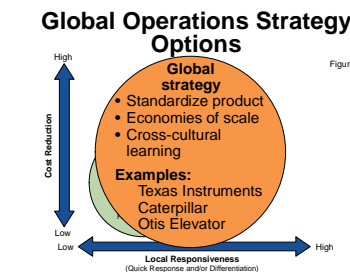 Global Operations Strategy
Options
High
Figur
Global
strategy
• Standardize product
• Economies of scale
• Cross-cultural
learning
Examples:
Texas Instruments
Caterpillar
Otis Elevator
Cost Reduction
Low
Low
High
Local Responsiveness
(Quick Response and/or Differentiation)